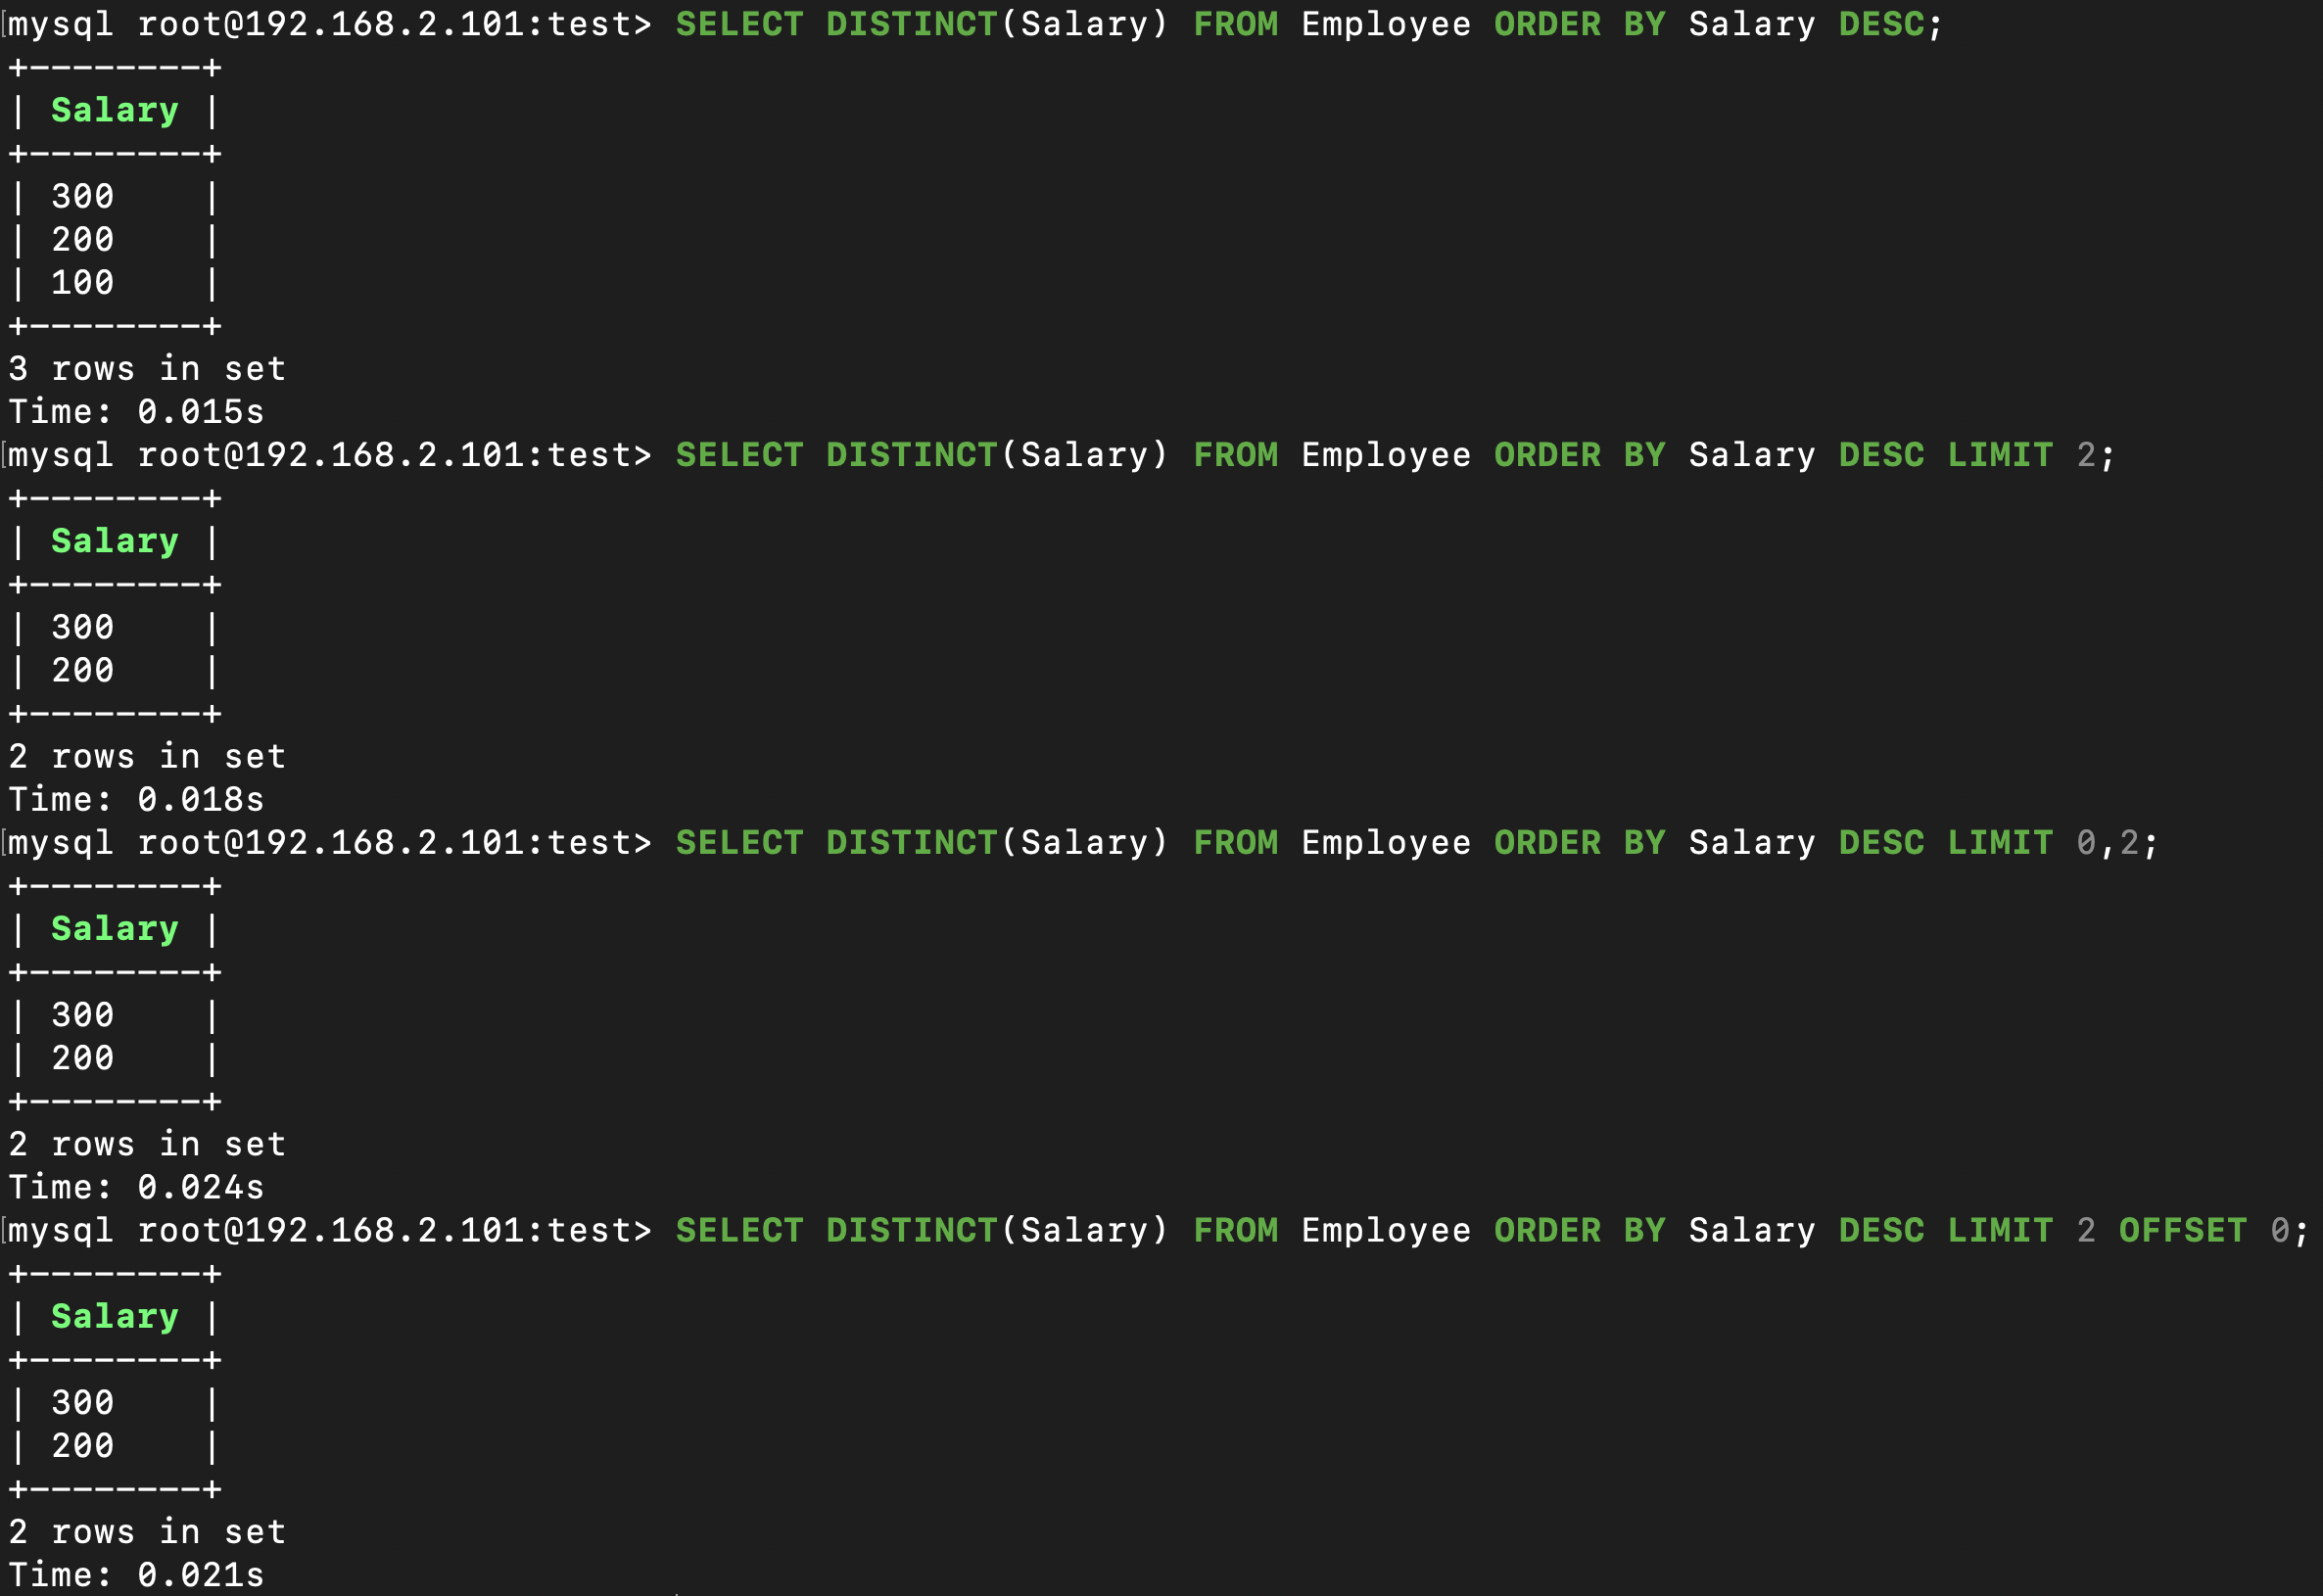 mysql root@192.168.2.101:test> SELECT DISTINCT(Salary) FROM Employee ORDER BY Salary DESC;
+--------+
| Salary |
+--------+
| 300    |
| 200    |
| 100    |
+--------+
3 rows in set
Time: 0.015s
mysql root@192.168.2.101:test> SELECT DISTINCT(Salary) FROM Employee ORDER BY Salary DESC LIMIT 2;
+--------+
| Salary |
+--------+
| 300    |
| 200    |
+--------+
2 rows in set
Time: 0.018s
mysql root@192.168.2.101:test> SELECT DISTINCT(Salary) FROM Employee ORDER BY Salary DESC LIMIT 0,2;
+--------+
| Salary |
+--------+
| 300    |
| 200    |
+--------+
2 rows in set
Time: 0.024s
mysql root@192.168.2.101:test> SELECT DISTINCT(Salary) FROM Employee ORDER BY Salary DESC LIMIT 2 OFFSET 0;
+--------+
| Salary |
+--------+
| 300    |
| 200    |
+--------+
2 rows in set
Time: 0.021s